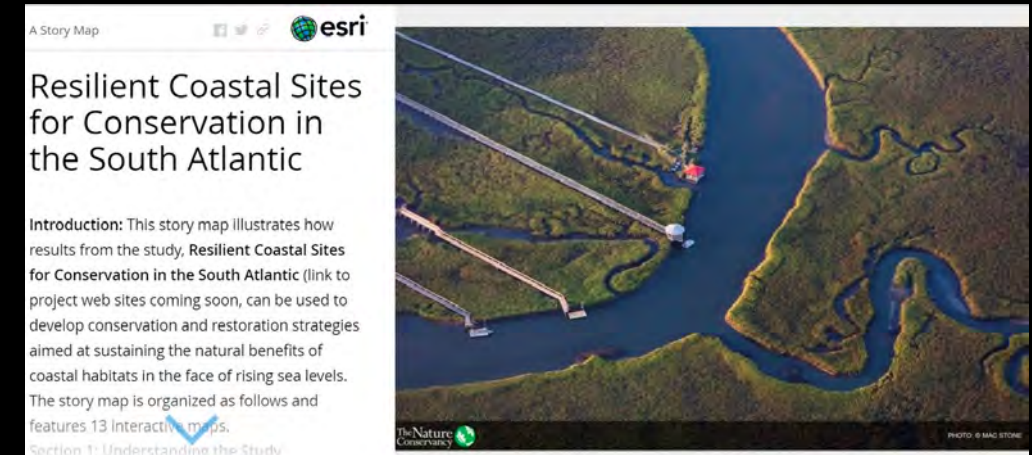 A Story Map
esri
Resilient Coastal Sites
for Conservation in
the South Atlantic
Introduction: This story map illustrates how
results from the study, Resilient Coastal Sites
for Conservation in the South Atlantic (link to
project web sites coming soon, can be used to
develop conservation and restoration strategies
aimed at sustaining the natural benefits of
coastal habitats in the face of rising sea levels.
The story map is organized as follows and
features 13 interactive maps.
Section 1: Understanding the Study
The Nature
Conservancy
PHOTO: © MAC STONE